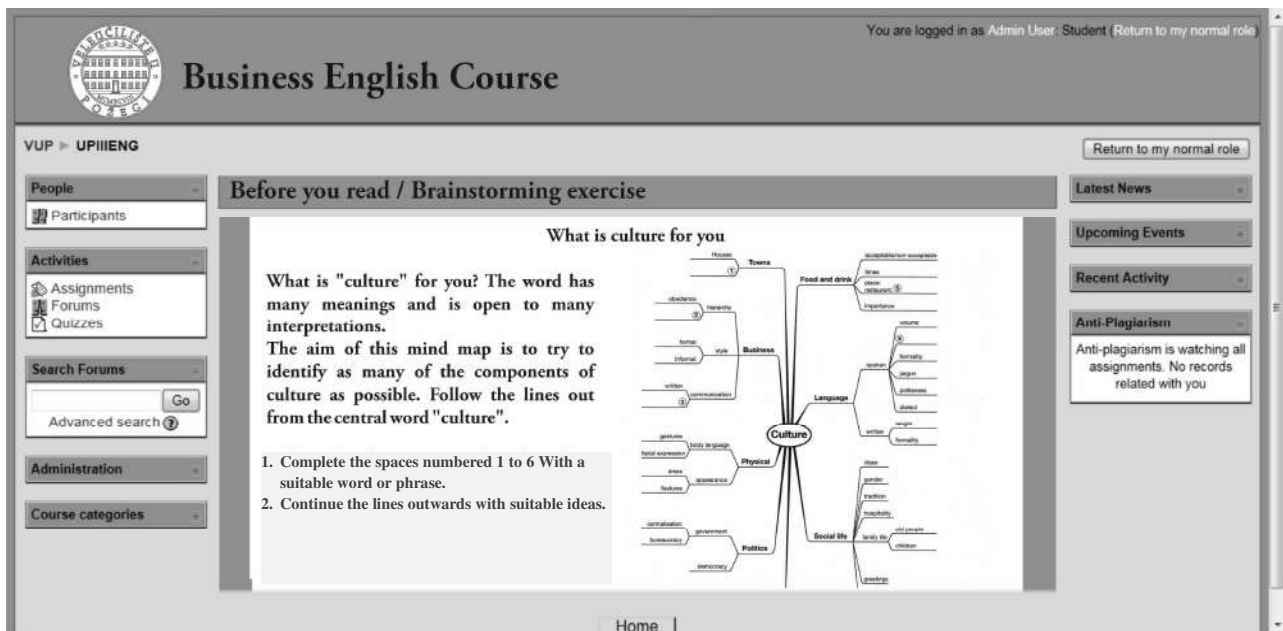 VELEUČILIŠTE U POŽEGI
MCMXCVIII
You are logged in as Admin User: Student (Return to my normal role)
Business English Course
VUP ► UPIIIENG
Return to my normal role
People
Participants
Activities
Assignments
Forums
Quizzes
Search Forums
Go
Advanced search ?
Administration
Course categories
Before you read / Brainstorming exercise
What is culture for you
What is "culture" for you? The word has
many meanings and is open to many
interpretations.
The aim of this mind map is to try to
identify as many of the components of
culture as possible. Follow the lines out
from the central word "culture".
1. Complete the spaces numbered 1 to 6 With a
suitable word or phrase.
2. Continue the lines outwards with suitable ideas.
Houses
1
Towns
obedience
2
hierarchy
formal
informal
style
Business
written
3
communication
gestures
facial expression
body language
Physical
dress
features
appearance
centralisation
bureaucracy
government
Politics
democracy
Culture
Food and drink
acceptable/non-acceptable
times
place:
restaurant, 5
importance
Language
spoken
volume
6
formality
jargon
politeness
dialect
written
length
formality
Social life
class
gender
tradition
hospitality
family life
old people
children
greetings
Latest News
Upcoming Events
Recent Activity
Anti-Plagiarism
Anti-plagiarism is watching all
assignments. No records
related with you
Home